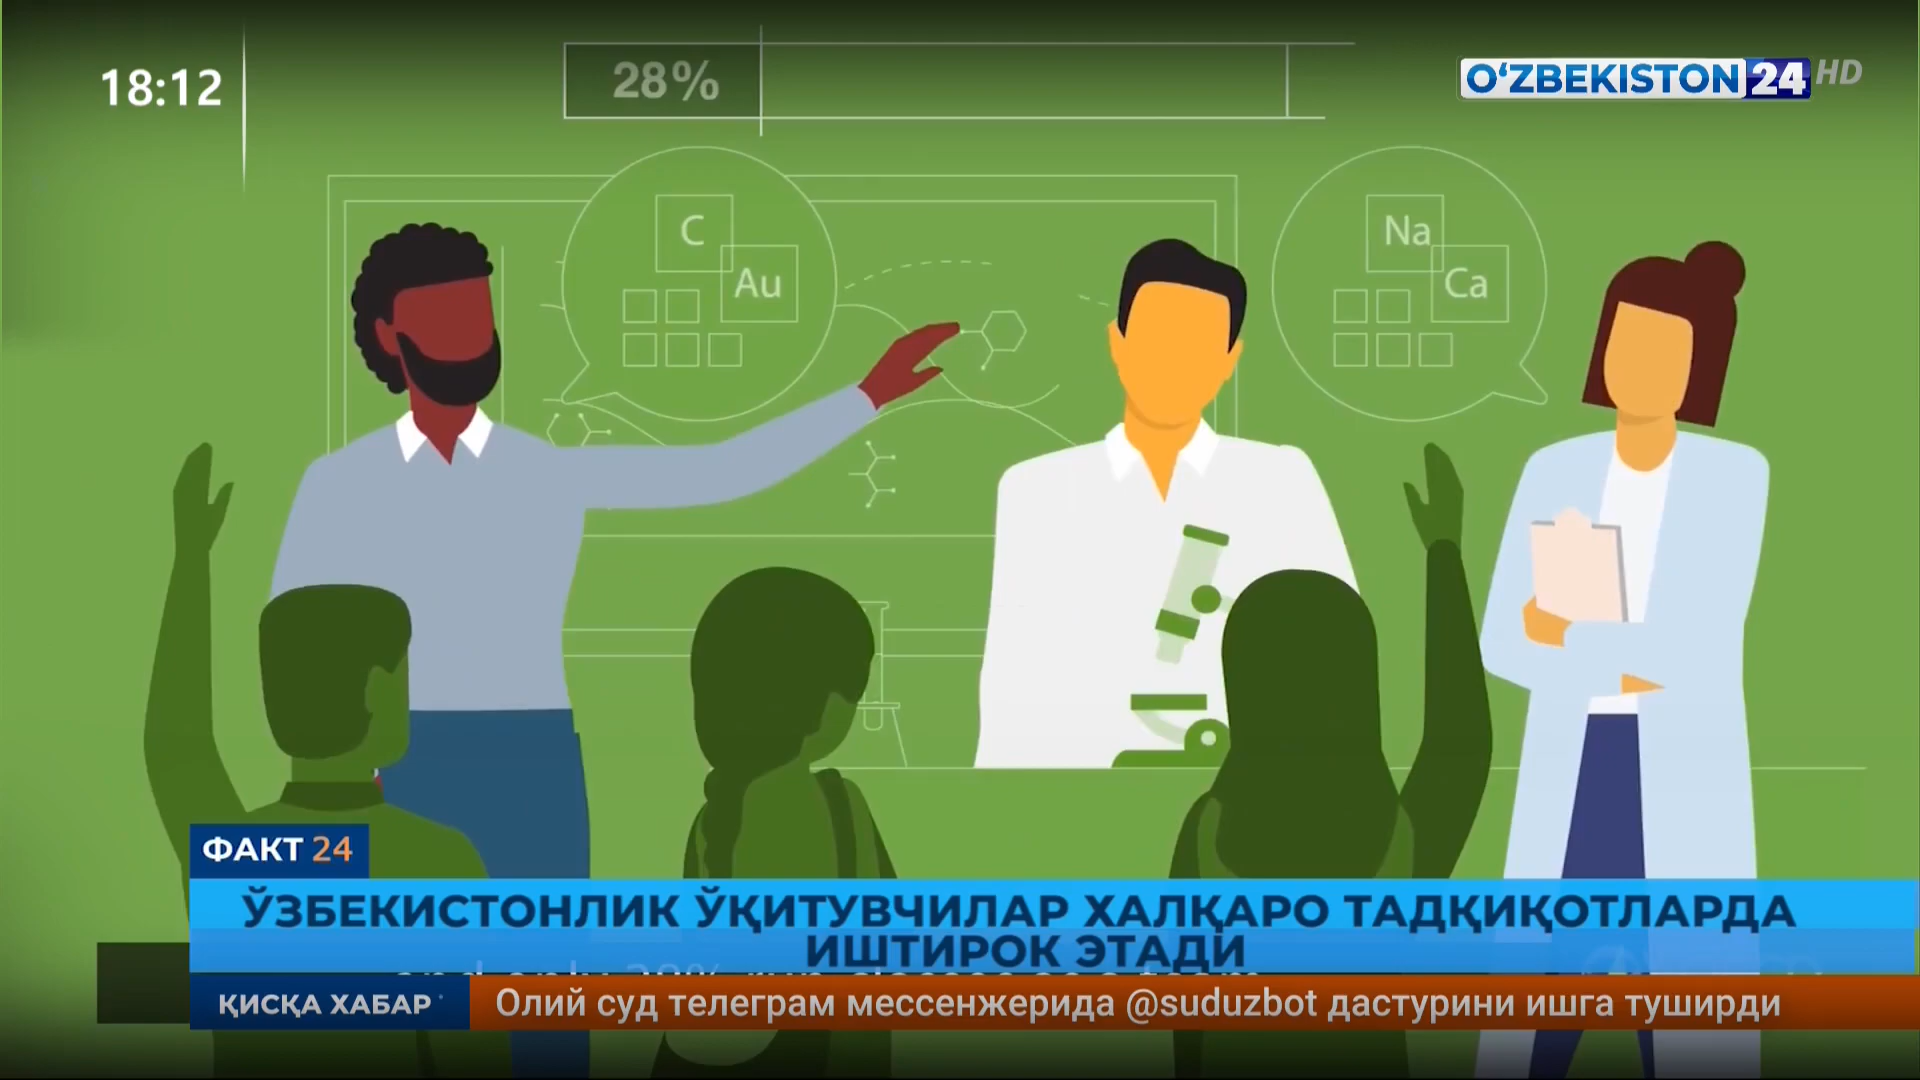 18:12
28%
O‘ZBEKISTON 24 HD
C
Au
Na
Ca
ФАКТ 24
ЎЗБЕКИСТОНЛИК ЎҚИТУВЧИЛАР ХАЛҚАРО ТАДҚИҚОТЛАРДА
ИШТИРОК ЭТАДИ
ҚИСҚА ХАБАР
Олий суд телеграм мессенжерида @suduzbot дастурини ишга туширди